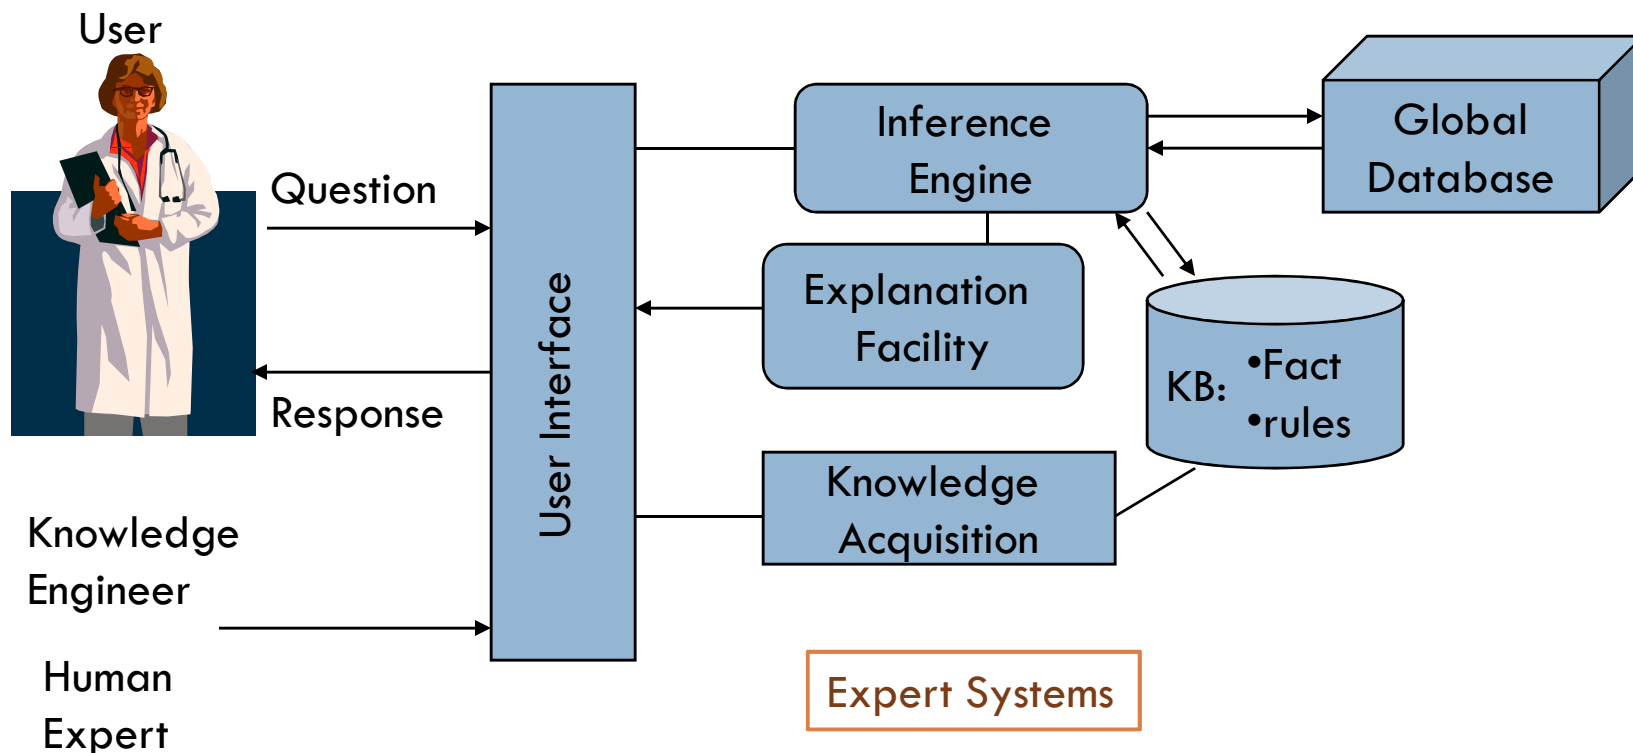 User
Question
Response
Knowledge
Engineer
Human
Expert
User Interface
Inference
Engine
Global
Database
Explanation
Facility
KB:
•Fact
•rules
Knowledge
Acquisition
Expert Systems